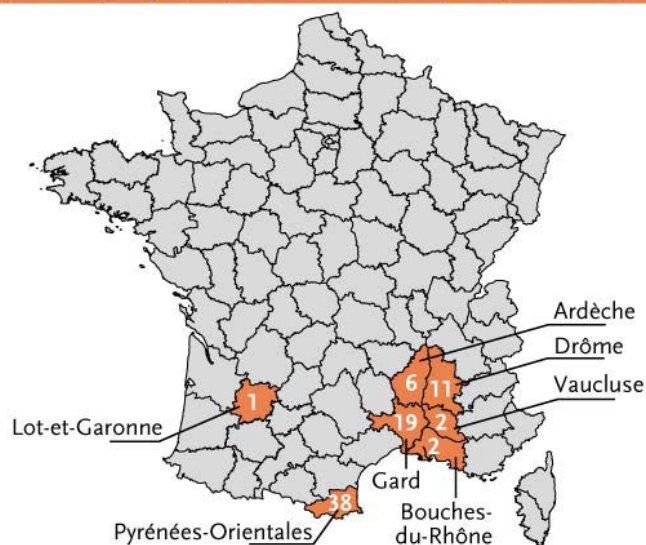 Ardèche
Drôme
6
11
Vaucluse
1
19
2
Lot-et-Garonne
2
Gard
Bouches-
du-Rhône
38
Pyrénées-Orientales